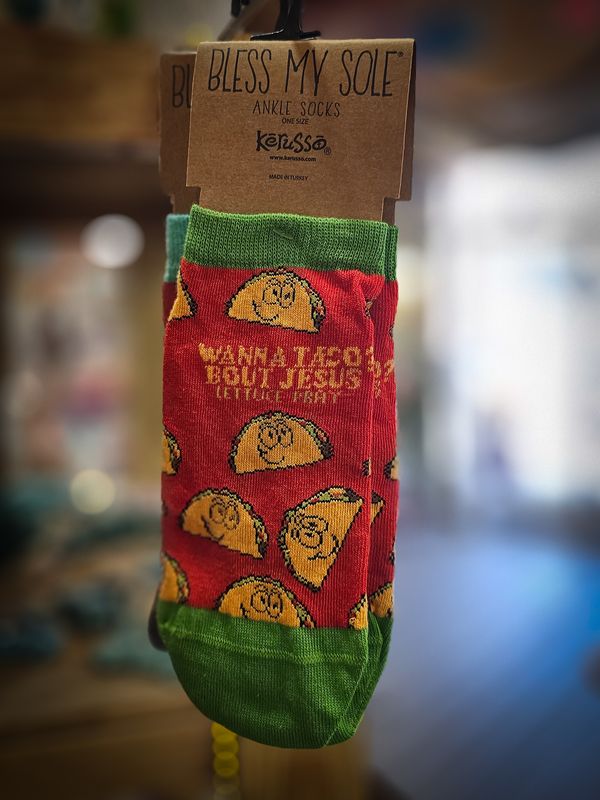 BL
BLESS MY SOLE®
ANKLE SOCKS
ONE SIZE
Kerusso®
www.kerusso.com
MADE IN TURKEY
WANNA TACO
'BOUT JESUS?
LETTUCE PRAY